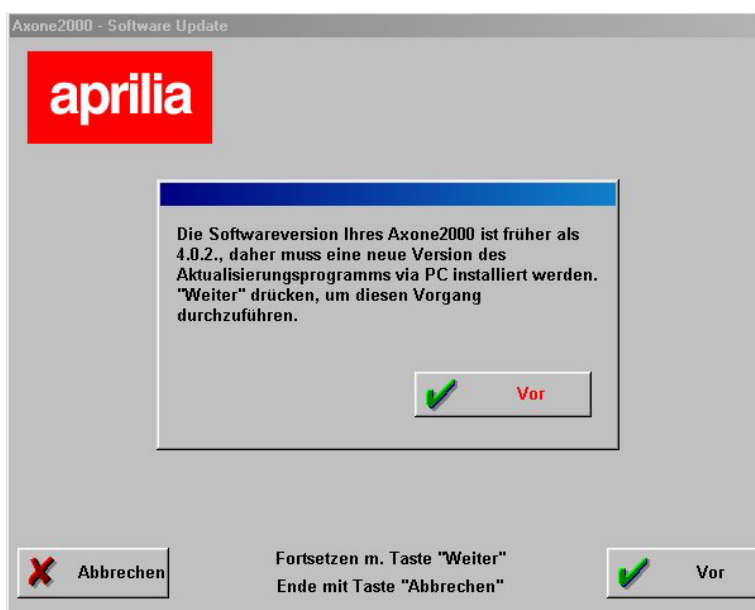 Axone2000 - Software Update
aprilia
Die Softwareversion Ihres Axone2000 ist früher als
4.0.2., daher muss eine neue Version des
Aktualisierungsprogramms via PC installiert werden.
"Weiter" drücken, um diesen Vorgang
durchzuführen.
Vor
Abbrechen
Fortsetzen m. Taste "Weiter"
Ende mit Taste "Abbrechen"
Vor